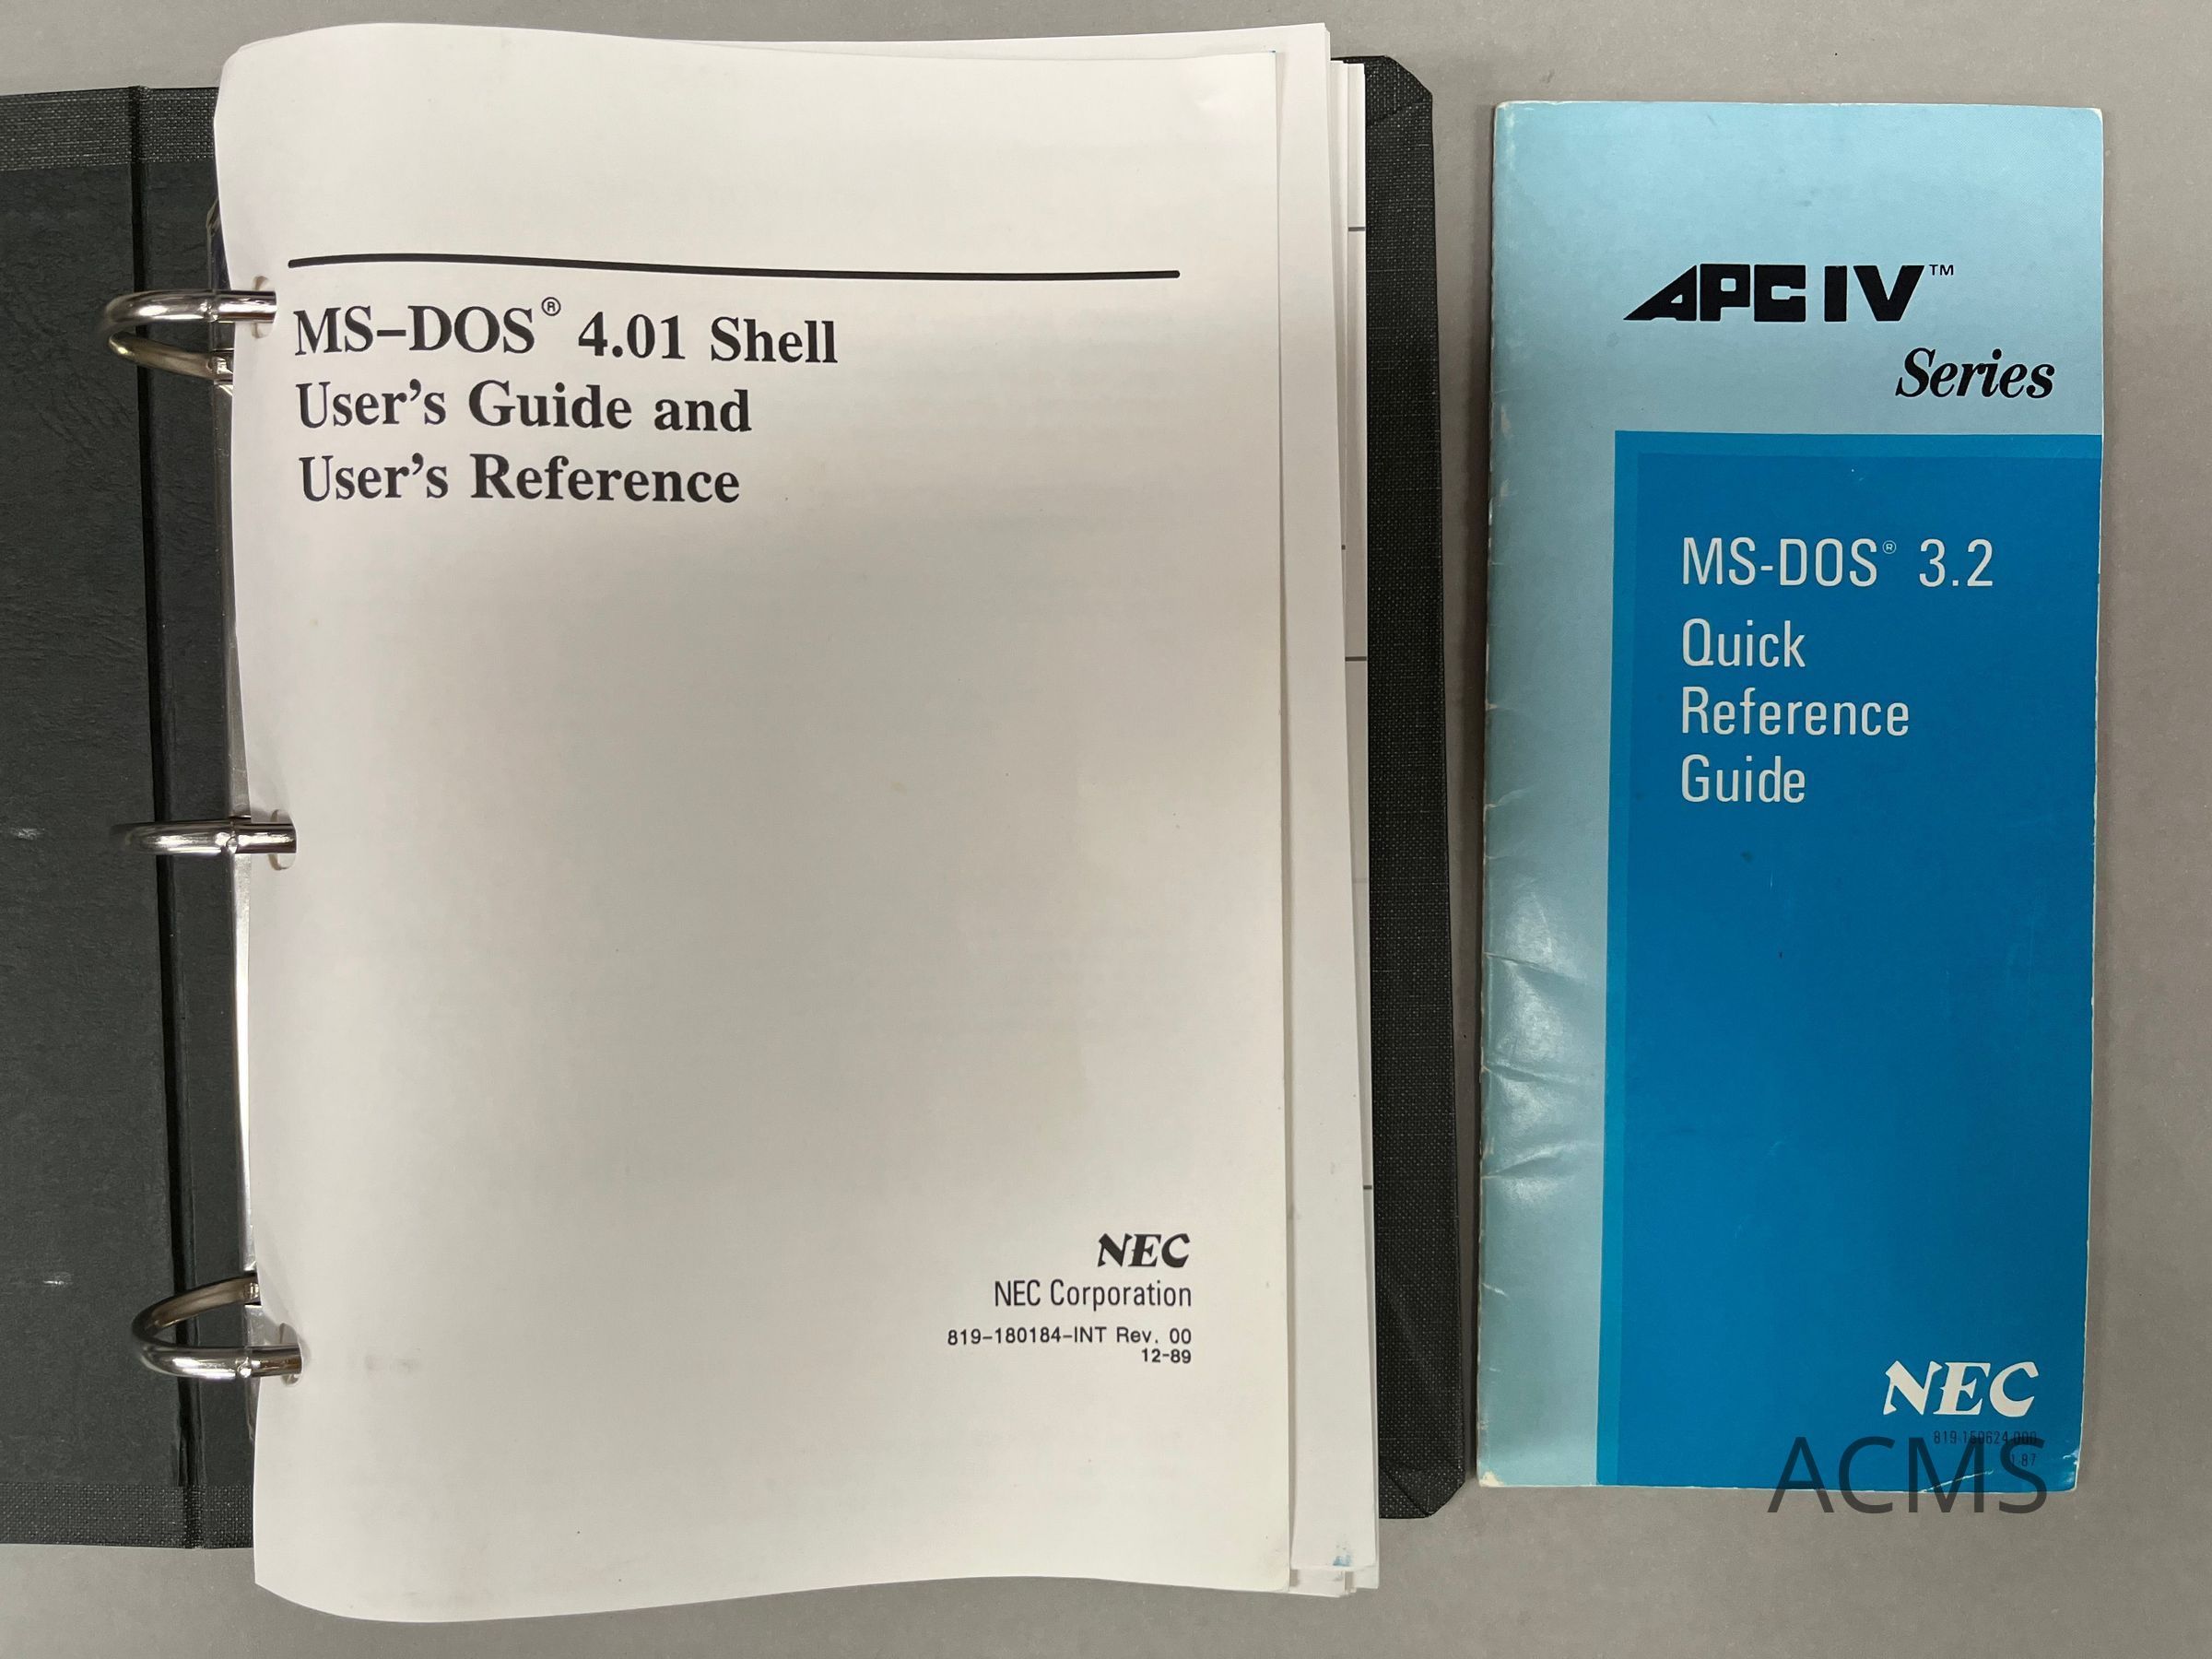 MS–DOS® 4.01 Shell
User's Guide and
User's Reference
NEC
NEC Corporation
819–180184–INT Rev. 00
12-89
APC IV™
Series
MS-DOS® 3.2
Quick
Reference
Guide
NEC
ACMS